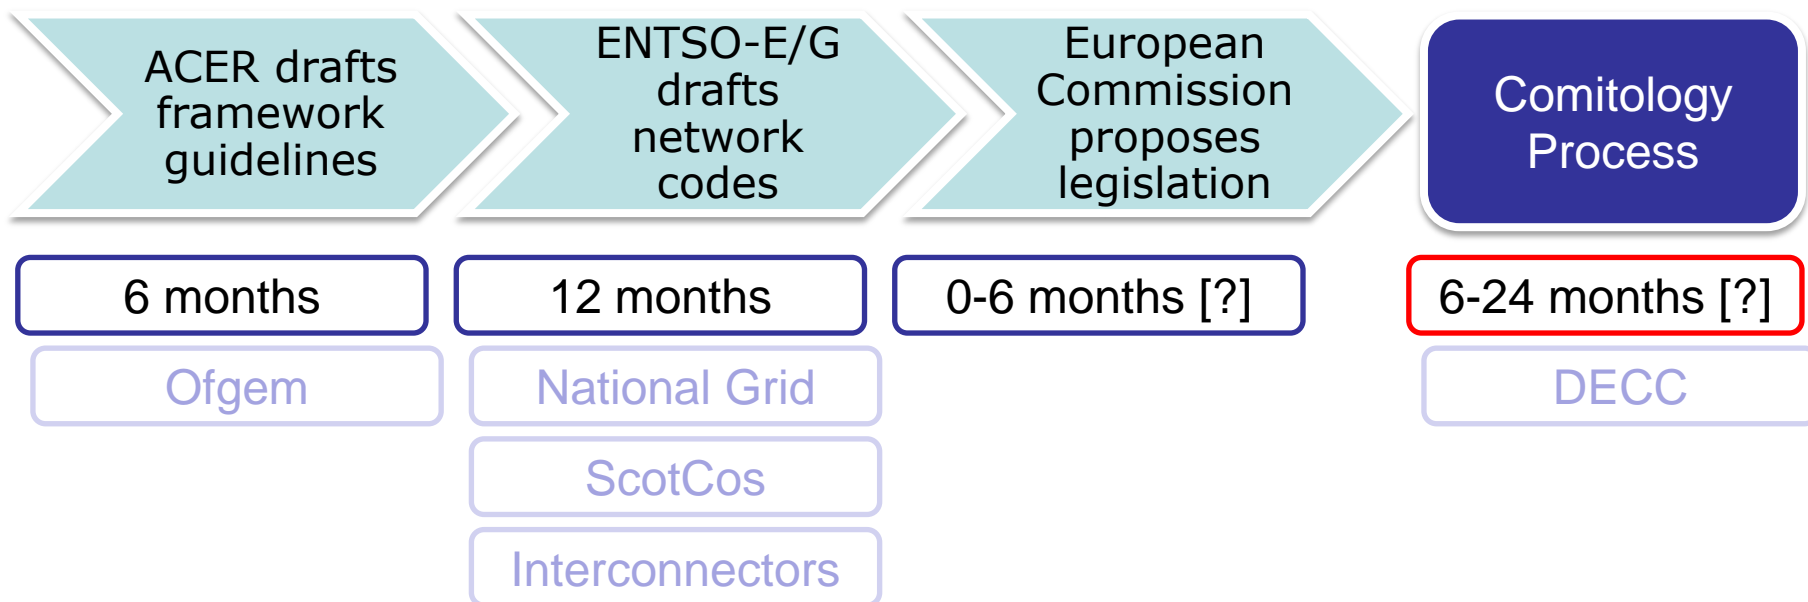 ACER drafts
framework
guidelines
ENTSO-E/G
drafts
network
codes
European
Commission
proposes
legislation
Comitology
Process
6 months
12 months
0-6 months [?]
6-24 months [?]
Ofgem
National Grid
DECC
ScotCos
Interconnectors